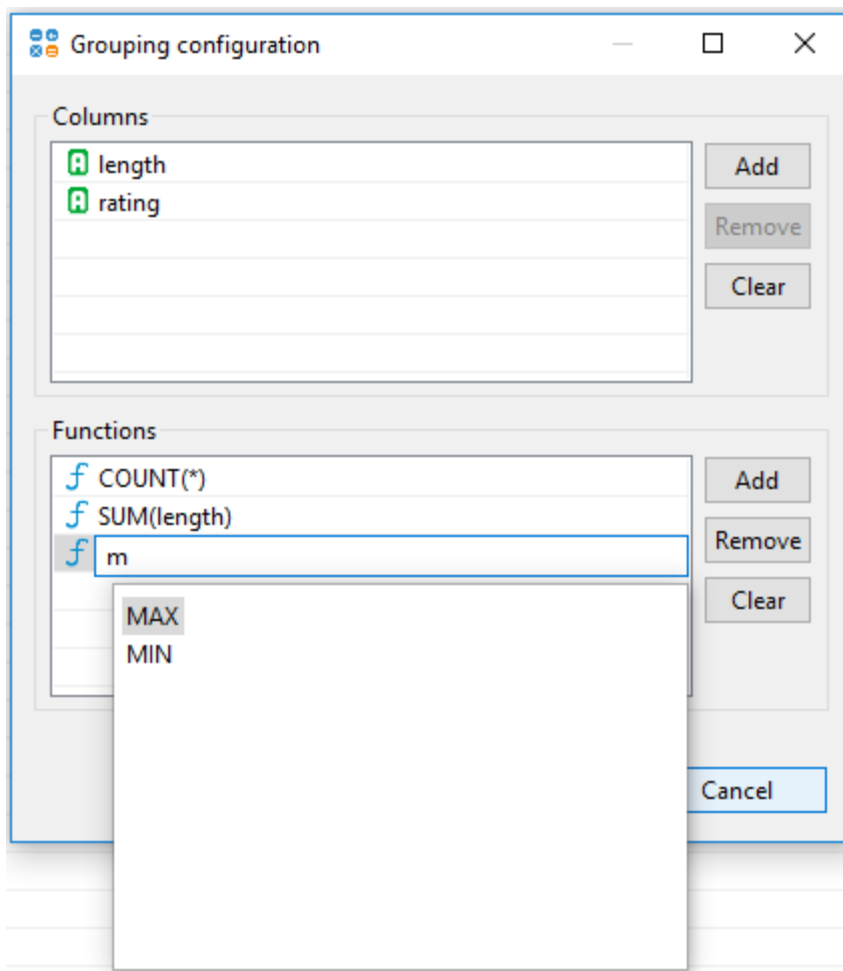 Grouping configuration
Columns
length
Add
rating
Remove
Clear
Functions
COUNT(*)
Add
SUM(length)
m
Remove
Clear
MAX
MIN
Cancel